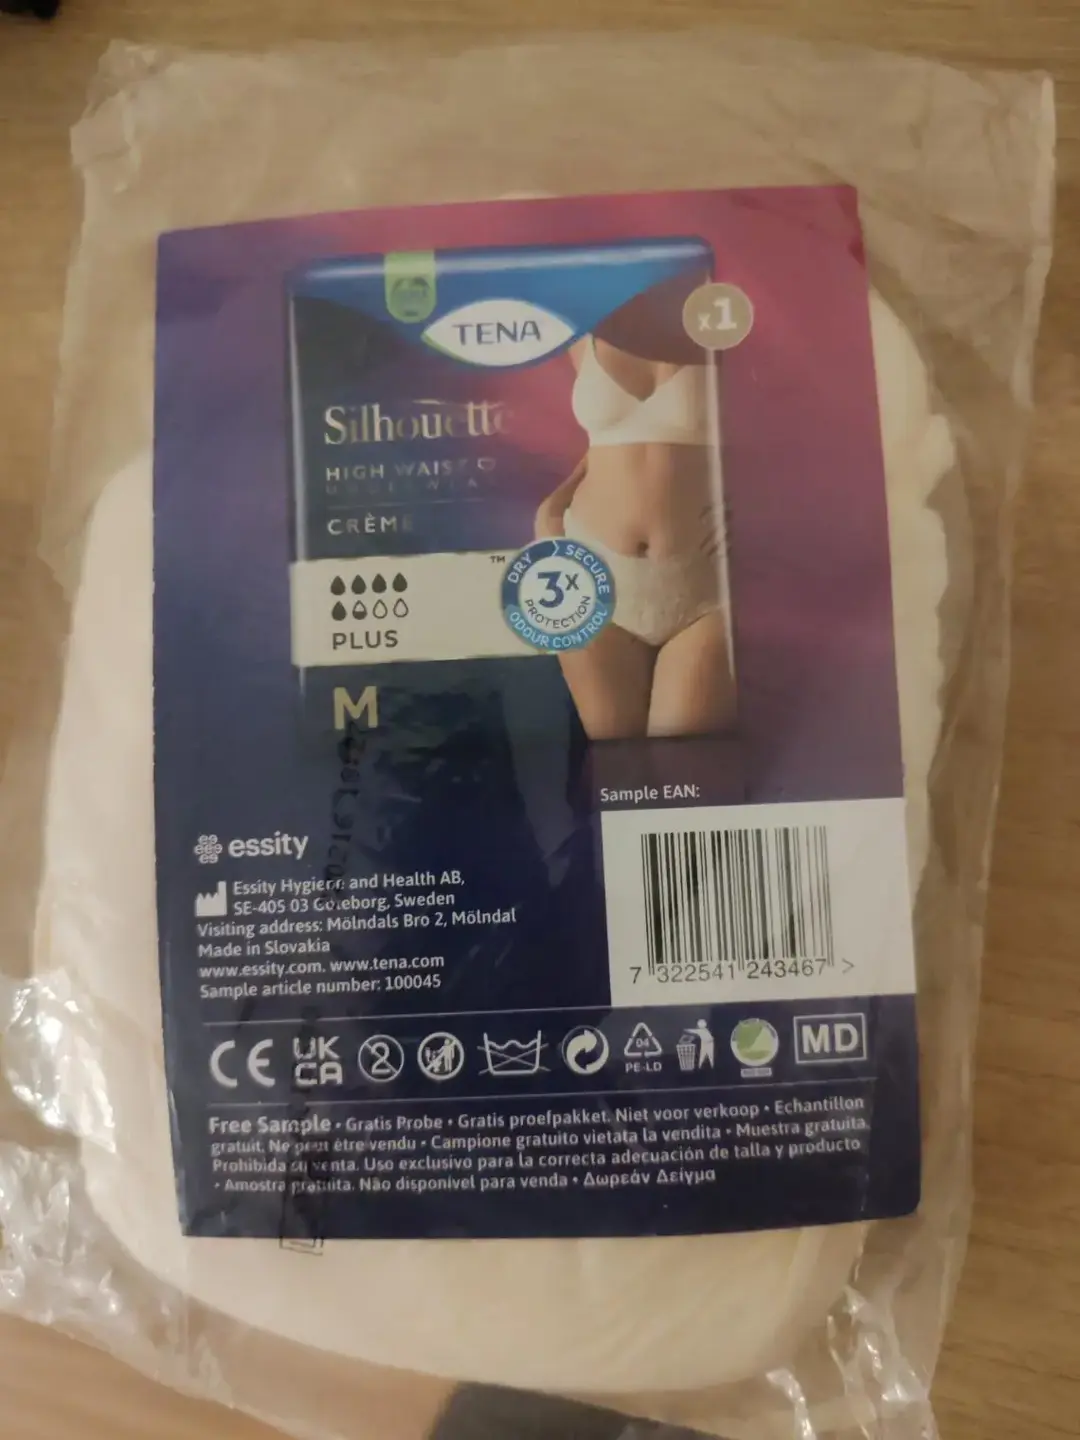 TENA
x1
Silhouette
HIGH WAIST
CRÈME
™
DRY SECURE
3x
PROTECTION
ODOUR CONTROL
PLUS
M
Sample EAN:
essity
Essity Hygiene and Health AB,
SE-405 03 Göteborg, Sweden
Visiting address: Mölndals Bro 2, Mölndal
Made in Slovakia
www.essity.com. www.tena.com
Sample article number: 100045
7 322541 243467 >
CE
UK
CA
2
04
PE-LD
MD
Free Sample • Gratis Probe • Gratis proefpakket. Niet voor verkoop • Echantillon
gratuit. Ne peut être vendu • Campione gratuito vietata la vendita • Muestra gratuita.
Prohibida su venta. Uso exclusivo para la correcta adecuación de talla y producto
• Amostra gratuita. Não disponível para venda • Δωρεάν Δείγμα